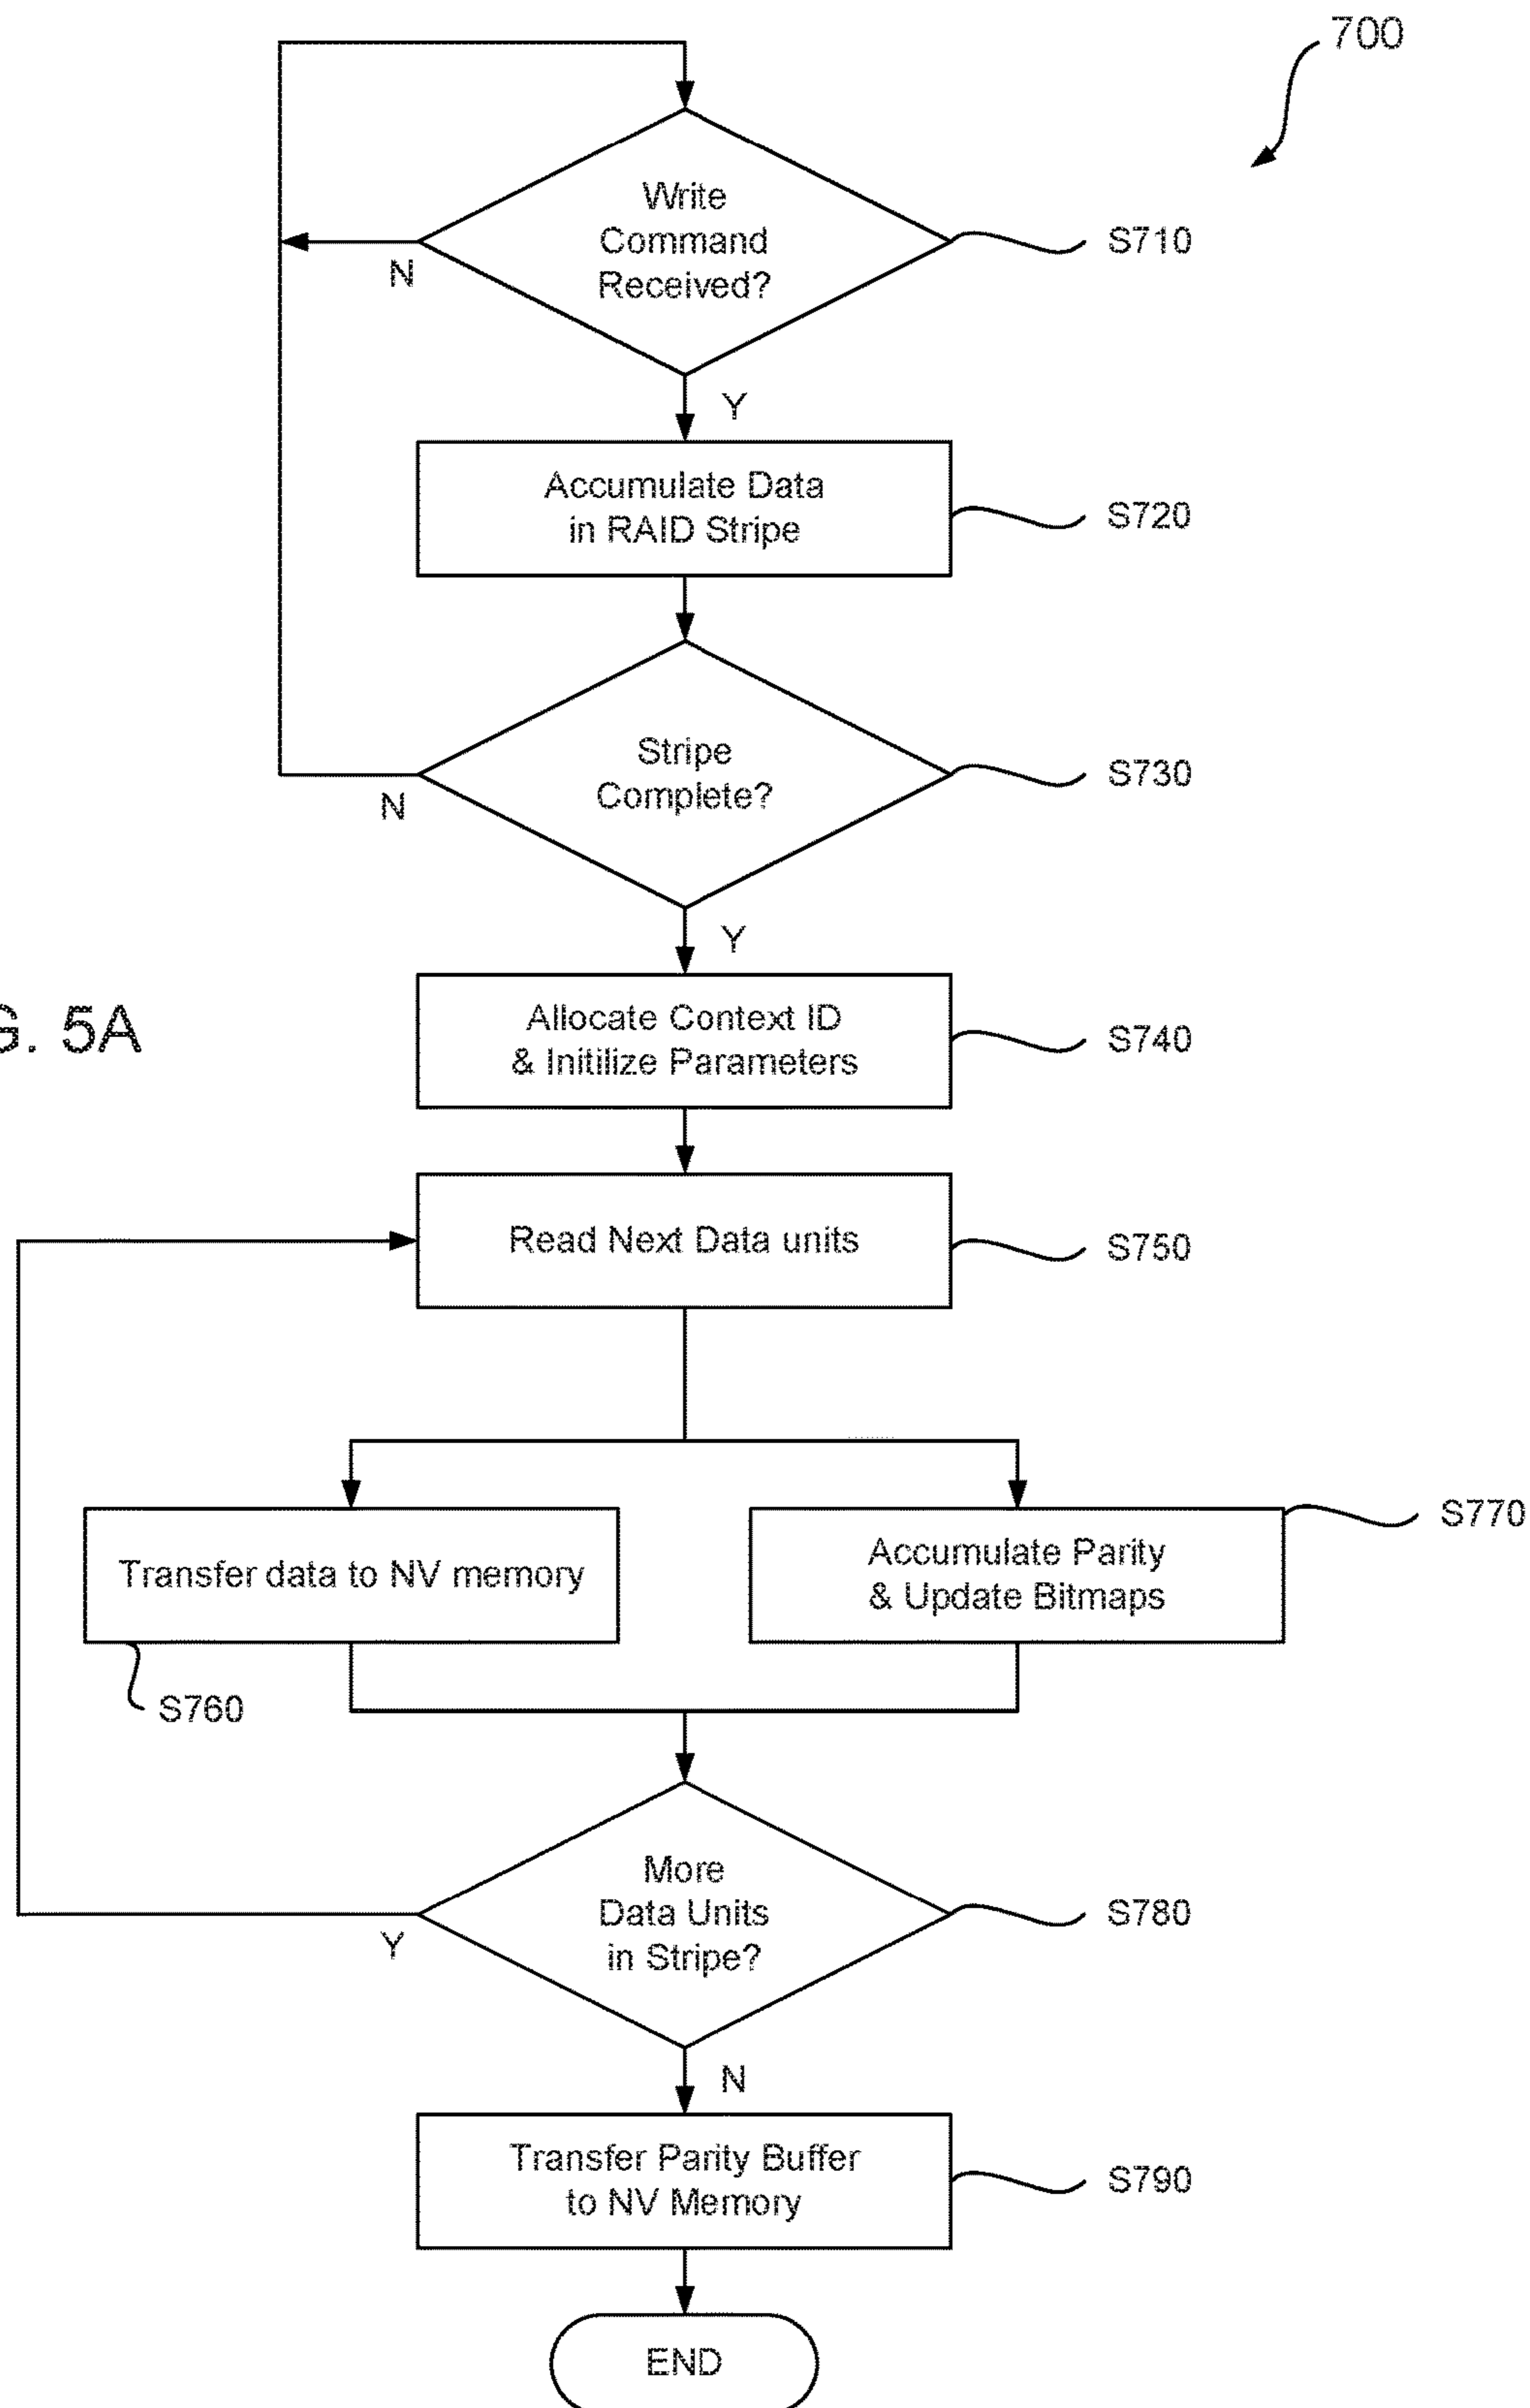 700
Write
Command
Received?
S710
N
Y
Accumulate Data
in RAID Stripe
S720
Stripe
Complete?
S730
N
Y
G. 5A
Allocate Context ID
& Initilize Parameters
S740
Read Next Data units
S750
Transfer data to NV memory
S760
Accumulate Parity
& Update Bitmaps
S770
More
Data Units
in Stripe?
S780
Y
N
Transfer Parity Buffer
to NV Memory
S790
END